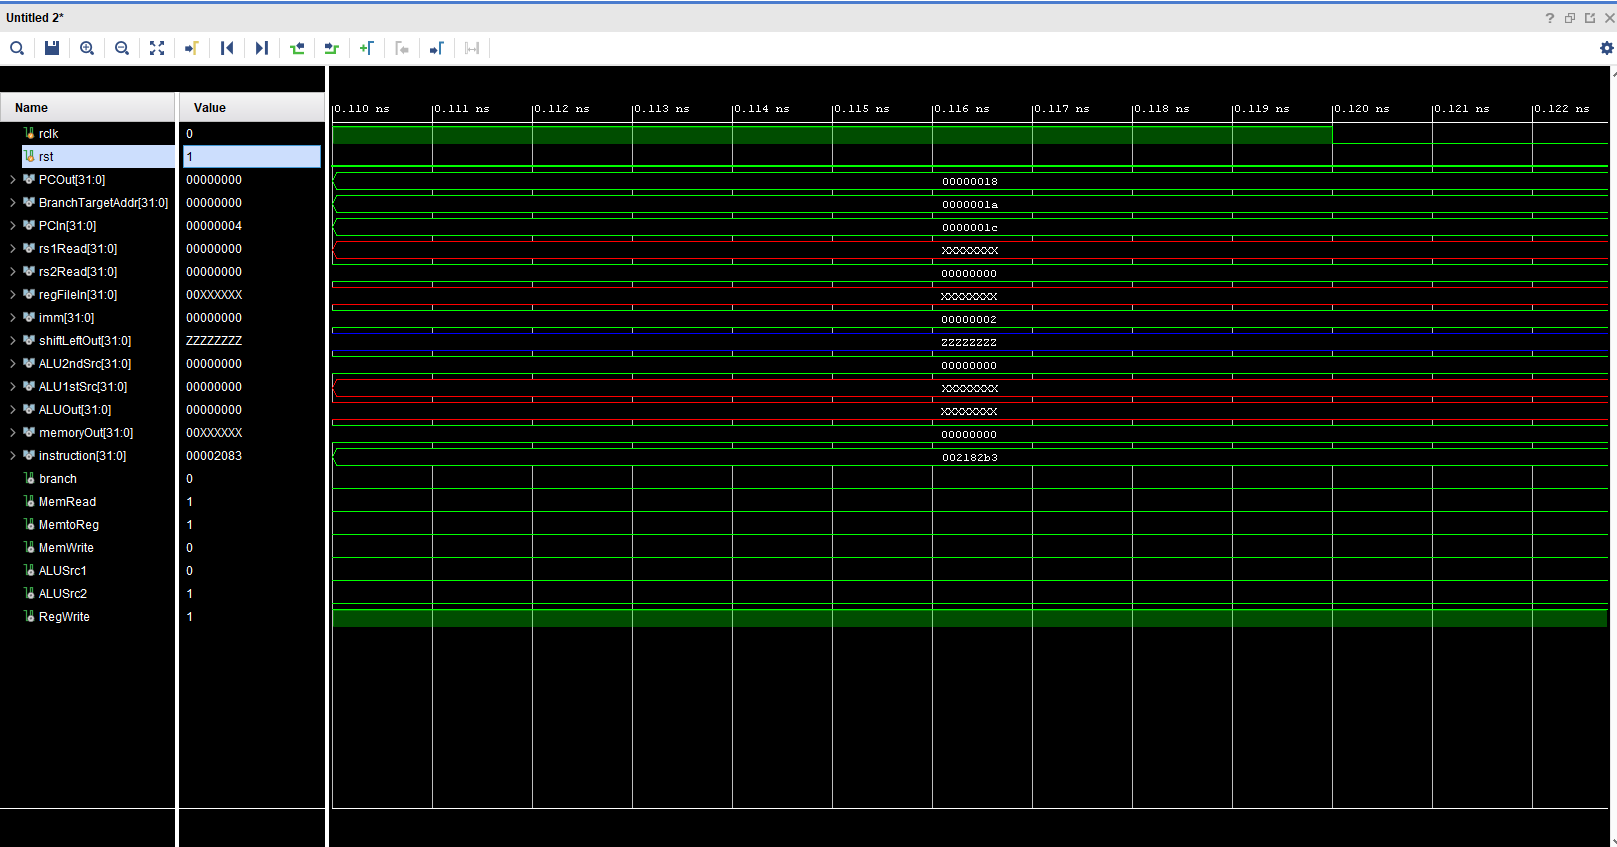 Untitled 2*
Name Value
0.110 ns 0.111 ns 0.112 ns 0.113 ns 0.114 ns 0.115 ns 0.116 ns 0.117 ns 0.118 ns 0.119 ns 0.120 ns 0.121 ns 0.122 ns
rclk 0
rst 1
PCOut[31:0] 00000000 00000018
BranchTargetAddr[31:0] 00000000 0000001a
PCIn[31:0] 00000004 0000001c
rs1Read[31:0] 00000000 XXXXXXXX
rs2Read[31:0] 00000000 00000000
regFileIn[31:0] 00XXXXXX XXXXXXXX
imm[31:0] 00000000 00000002
shiftLeftOut[31:0] ZZZZZZZZ ZZZZZZZZ
ALU2ndSrc[31:0] 00000000 00000000
ALU1stSrc[31:0] 00000000 XXXXXXXX
ALUOut[31:0] 00000000 XXXXXXXX
memoryOut[31:0] 00XXXXXX 00000000
instruction[31:0] 00002083 002182b3
branch 0
MemRead 1
MemtoReg 1
MemWrite 0
ALUSrc1 0
ALUSrc2 1
RegWrite 1